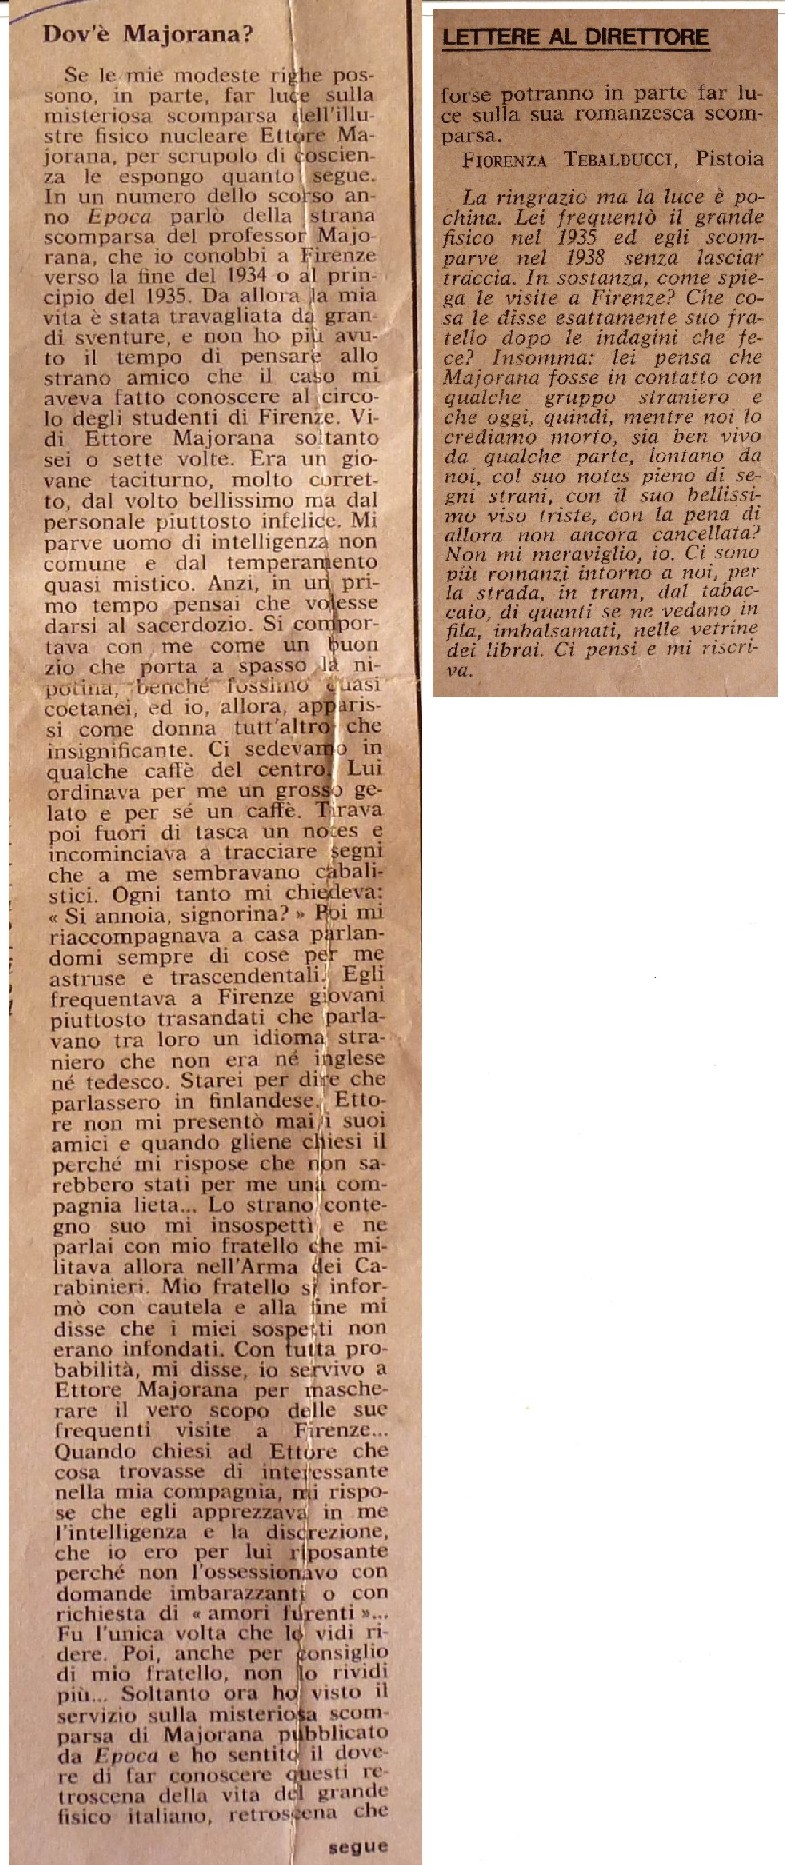 Dov'è Majorana?
Se le mie modeste righe pos-
sono, in parte, far luce sulla
misteriosa scomparsa dell'illu-
stre fisico nucleare Ettore Ma-
jorana, per scrupolo di coscien-
za le espongo quanto segue.
In un numero dello scorso an-
no Epoca parlò della strana
scomparsa del professor Majo-
rana, che io conobbi a Firenze
verso la fine del 1934 o al prin-
cipio del 1935. Da allora la mia
vita è stata travagliata da gran-
di sventure, e non ho più avu-
to il tempo di pensare allo
strano amico che il caso mi
aveva fatto conoscere al circo-
lo degli studenti di Firenze. Vi-
di Ettore Majorana soltanto
sei o sette volte. Era un gio-
vane taciturno, molto corret-
to, dal volto bellissimo ma dal
personale piuttosto infelice. Mi
parve uomo di intelligenza non
comune e dal temperamento
quasi mistico. Anzi, in un pri-
mo tempo pensai che volesse
darsi al sacerdozio. Si compor-
tava con me come un buon
zio che porta a spasso la ni-
potina, benché fossimo quasi
coetanei, ed io, allora, apparis-
si come donna tutt'altro che
insignificante. Ci sedevamo in
qualche caffè del centro. Lui
ordinava per me un grosso ge-
lato e per sé un caffè. Tirava
poi fuori di tasca un notes e
incominciava a tracciare segni
che a me sembravano cabali-
stici. Ogni tanto mi chiedeva:
« Si annoia, signorina? » Poi mi
riaccompagnava a casa parlan-
domi sempre di cose per me
astruse e trascendentali. Egli
frequentava a Firenze giovani
piuttosto trasandati che parla-
vano tra loro un idioma stra-
niero che non era né inglese
né tedesco. Starei per dire che
parlassero in finlandese. Etto-
re non mi presentò mai i suoi
amici e quando gliene chiesi il
perché mi rispose che non sa-
rebbero stati per me una com-
pagnia lieta... Lo strano conte-
gno suo mi insospettì e ne
parlai con mio fratello che mi-
litava allora nell'Arma dei Ca-
rabinieri. Mio fratello si infor-
mò con cautela e alla fine mi
disse che i miei sospetti non
erano infondati. Con tutta pro-
babilità, mi disse, io servivo a
Ettore Majorana per masche-
rare il vero scopo delle sue
frequenti visite a Firenze...
Quando chiesi ad Ettore che
cosa trovasse di interessante
nella mia compagnia, mi rispo-
se che egli apprezzava in me
l'intelligenza e la discrezione,
che io ero per lui riposante
perché non l'ossessionavo con
domande imbarazzanti o con
richiesta di « amori furenti »...
Fu l'unica volta che lo vidi ri-
dere. Poi, anche per consiglio
di mio fratello, non lo rividi
più... Soltanto ora ho visto il
servizio sulla misteriosa scom-
parsa di Majorana pubblicato
da Epoca e ho sentito il dove-
re di far conoscere questi re-
troscena della vita del grande
fisico italiano, retroscena che
segue
LETTERE AL DIRETTORE
forse potranno in parte far lu-
ce sulla sua romanzesca scom-
parsa.
FIORENZA TEBALDUCCI, Pistoia
La ringrazio ma la luce è po-
china. Lei frequentò il grande
fisico nel 1935 ed egli scom-
parve nel 1938 senza lasciar
traccia. In sostanza, come spie-
ga le visite a Firenze? Che co-
sa le disse esattamente suo fra-
tello dopo le indagini che fe-
ce? Insomma: lei pensa che
Majorana fosse in contatto con
qualche gruppo straniero e
che oggi, quindi, mentre noi lo
crediamo morto, sia ben vivo
da qualche parte, lontano da
noi, col suo notes pieno di se-
gni strani, con il suo bellissi-
mo viso triste, con la pena di
allora non ancora cancellata?
Non mi meraviglio, io. Ci sono
più romanzi intorno a noi, per
la strada, in tram, dal tabac-
caio, di quanti se ne vedano in
fila, imbalsamati, nelle vetrine
dei librai. Ci pensi e mi riscri-
va.